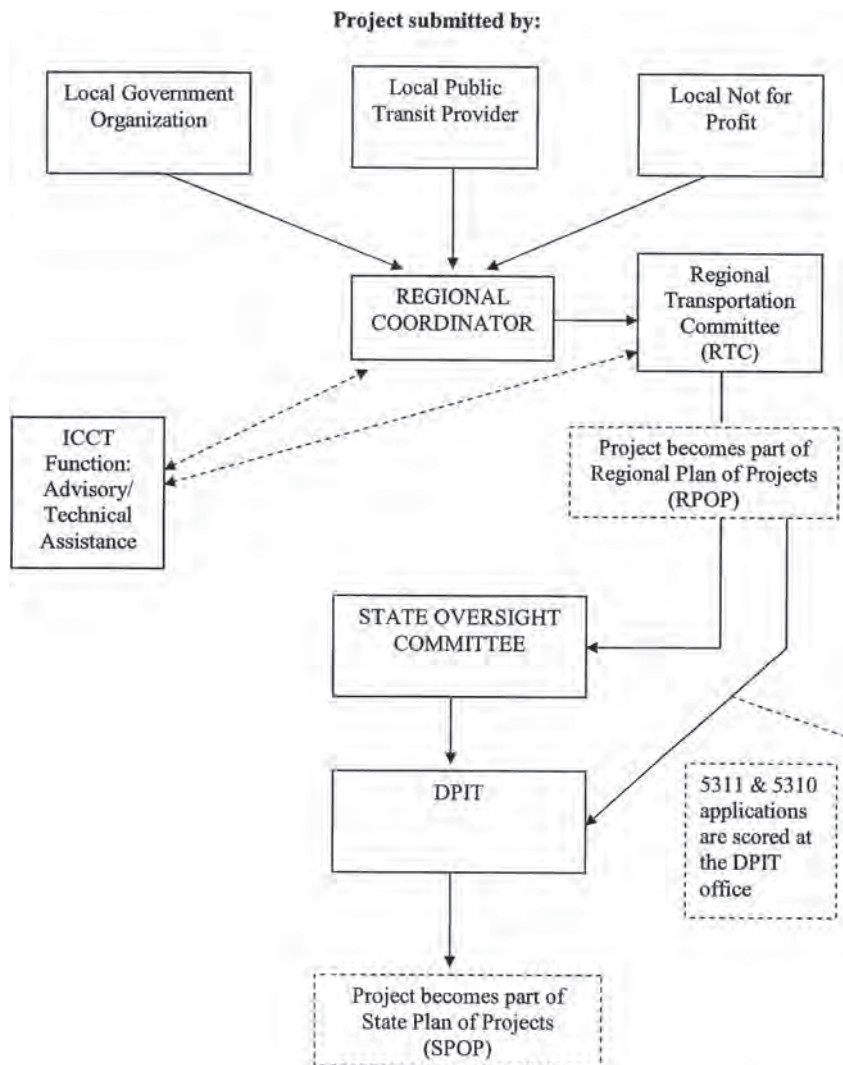 Project submitted by:
Local Government
Organization
Local Public
Transit Provider
Local Not for
Profit
REGIONAL
COORDINATOR
Regional
Transportation
Committee
(RTC)
ICCT
Function:
Advisory/
Technical
Assistance
Project becomes part of
Regional Plan of Projects
(RPOP)
STATE OVERSIGHT
COMMITTEE
DPIT
5311 & 5310
applications
are scored at
the DPIT
office
Project becomes part of
State Plan of Projects
(SPOP)